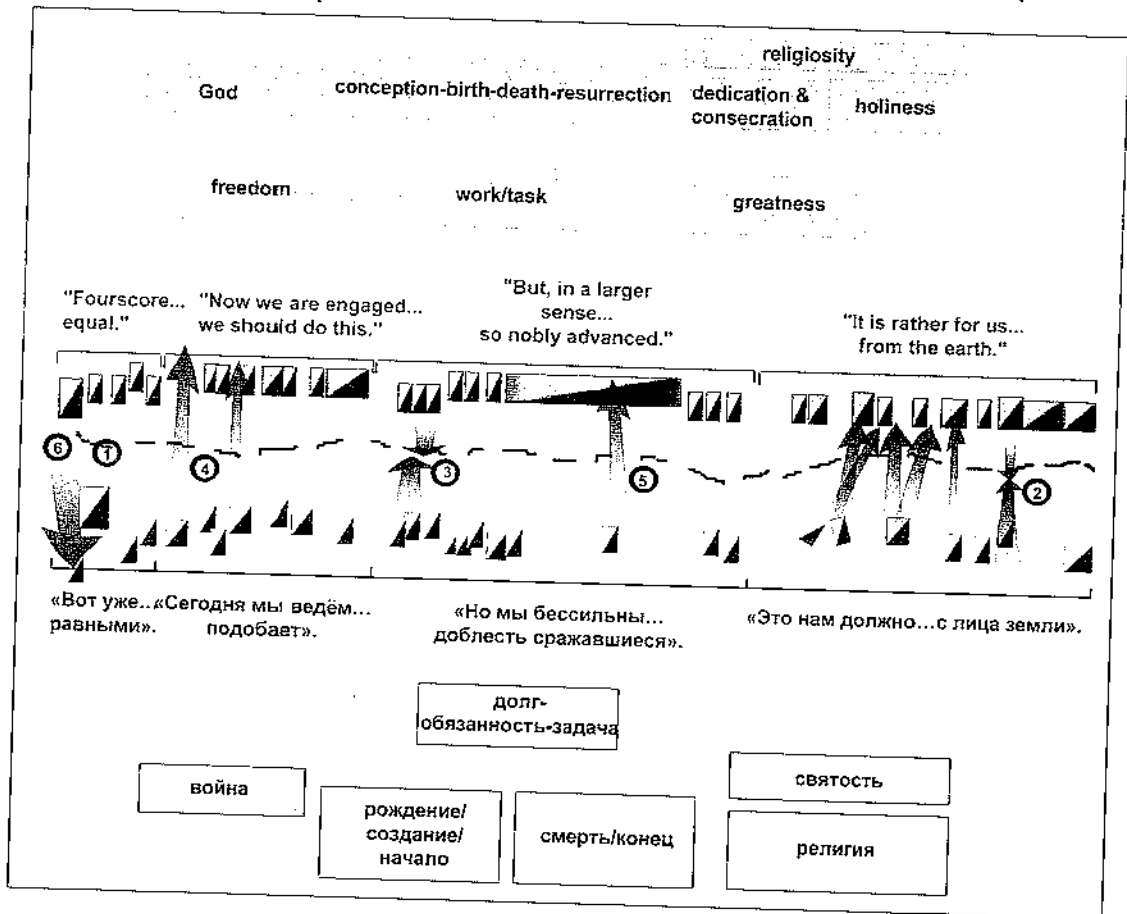 religiosity
God
conception-birth-death-resurrection
dedication &
consecration
holiness
freedom
work/task
greatness
"Fourscore...
equal."
"Now we are engaged...
we should do this."
"But, in a larger
sense...
so nobly advanced."
"It is rather for us...
from the earth."
6
1
4
3
5
2
«Вот уже...
равными».
«Сегодня мы ведём...
подобает».
«Но мы бессильны...
доблесть сражавшиеся».
«Это нам должно...с лица земли».
долг-
обязанность-задача
война
рождение/
создание/
начало
смерть/конец
святость
религия